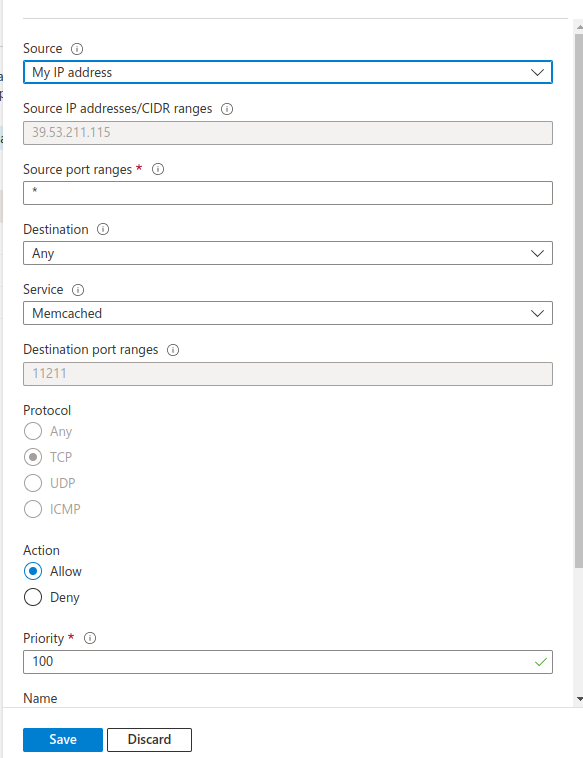 Source
My IP address
Source IP addresses/CIDR ranges
39.53.211.115
Source port ranges *
*
Destination
Any
Service
Memcached
Destination port ranges
11211
Protocol
Any
TCP
UDP
ICMP
Action
Allow
Deny
Priority *
100
Name
Save Discard